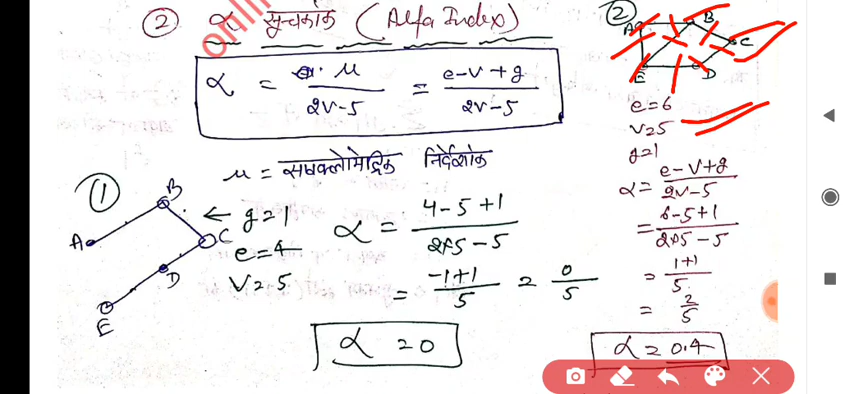 ② α सूचकांक (Alfa Index)
online
α = μ / 2v-5 = e-v+g / 2v-5
μ = साइक्लोमेट्रिक निर्देशांक
①
A B C D E
← g=1
e=4
v=5
α = 4-5+1 / 2×5-5
= -1+1 / 5 = 0 / 5
α = 0
②
A B C D E
e=6
v=5
g=1
α = e-v+g / 2v-5
= 6-5+1 / 2×5-5
= 1+1 / 5
= 2 / 5
α = 0.4